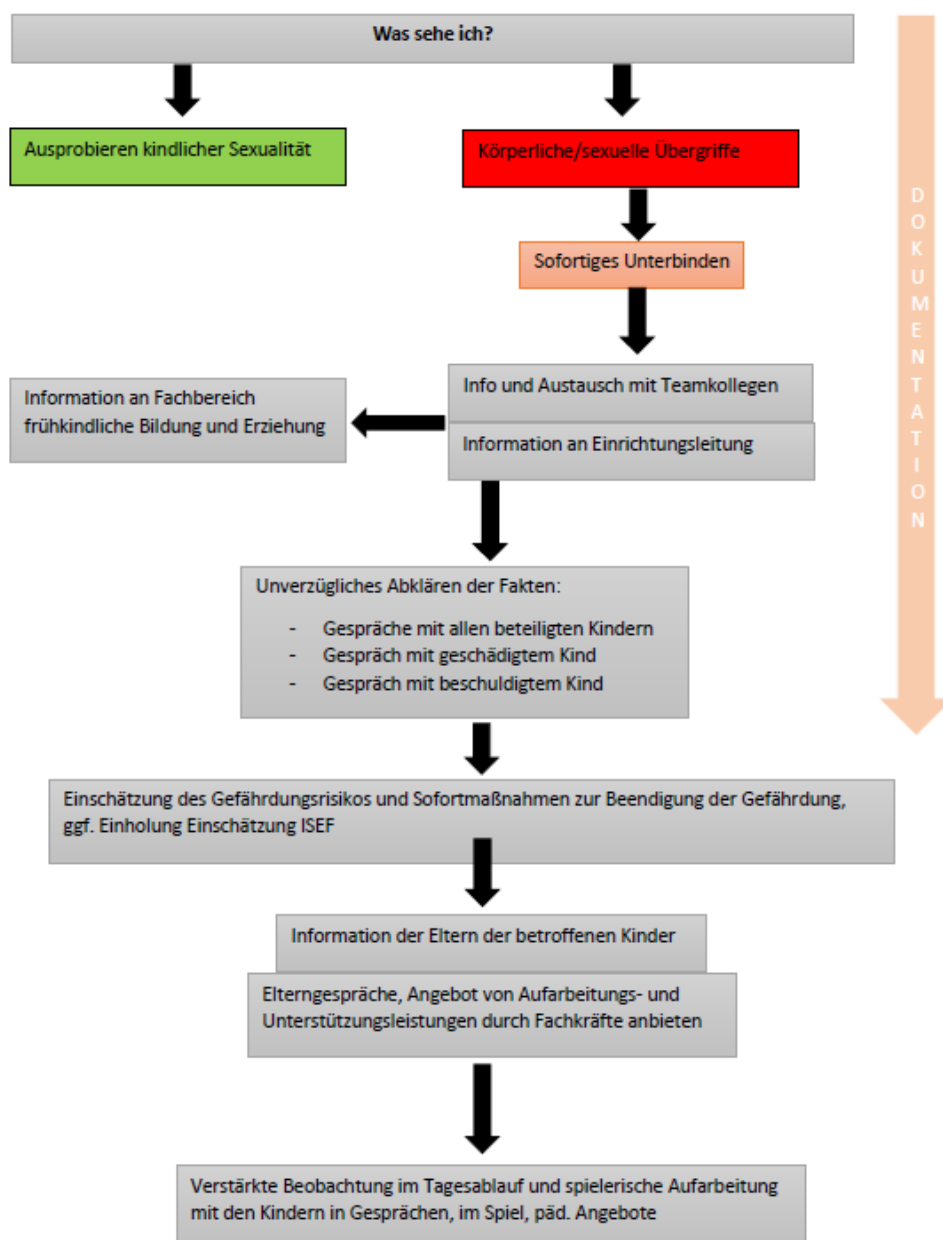 Was sehe ich?
Ausprobieren kindlicher Sexualität
Körperliche/sexuelle Übergriffe
Sofortiges Unterbinden
Information an Fachbereich
frühkindliche Bildung und Erziehung
Info und Austausch mit Teamkollegen
Information an Einrichtungsleitung
Unverzügliches Abklären der Fakten:
- Gespräche mit allen beteiligten Kindern
- Gespräch mit geschädigtem Kind
- Gespräch mit beschuldigtem Kind
Einschätzung des Gefährdungsrisikos und Sofortmaßnahmen zur Beendigung der Gefährdung,
ggf. Einholung Einschätzung ISEF
Information der Eltern der betroffenen Kinder
Elterngespräche, Angebot von Aufarbeitungs- und
Unterstützungsleistungen durch Fachkräfte anbieten
Verstärkte Beobachtung im Tagesablauf und spielerische Aufarbeitung
mit den Kindern in Gesprächen, im Spiel, päd. Angebote
DOKUMENTATION